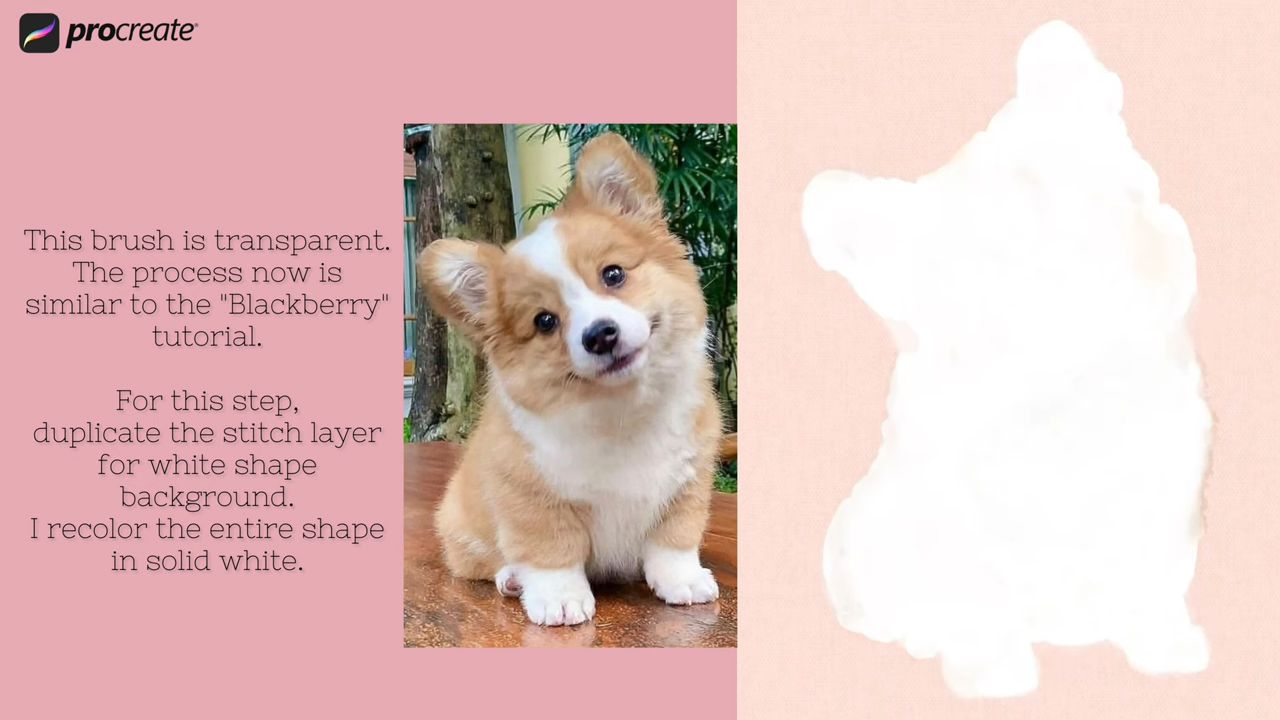 procreate®
This brush is transparent.
The process now is
similar to the "Blackberry"
tutorial.
For this step,
duplicate the stitch layer
for white shape
background.
I recolor the entire shape
in solid white.